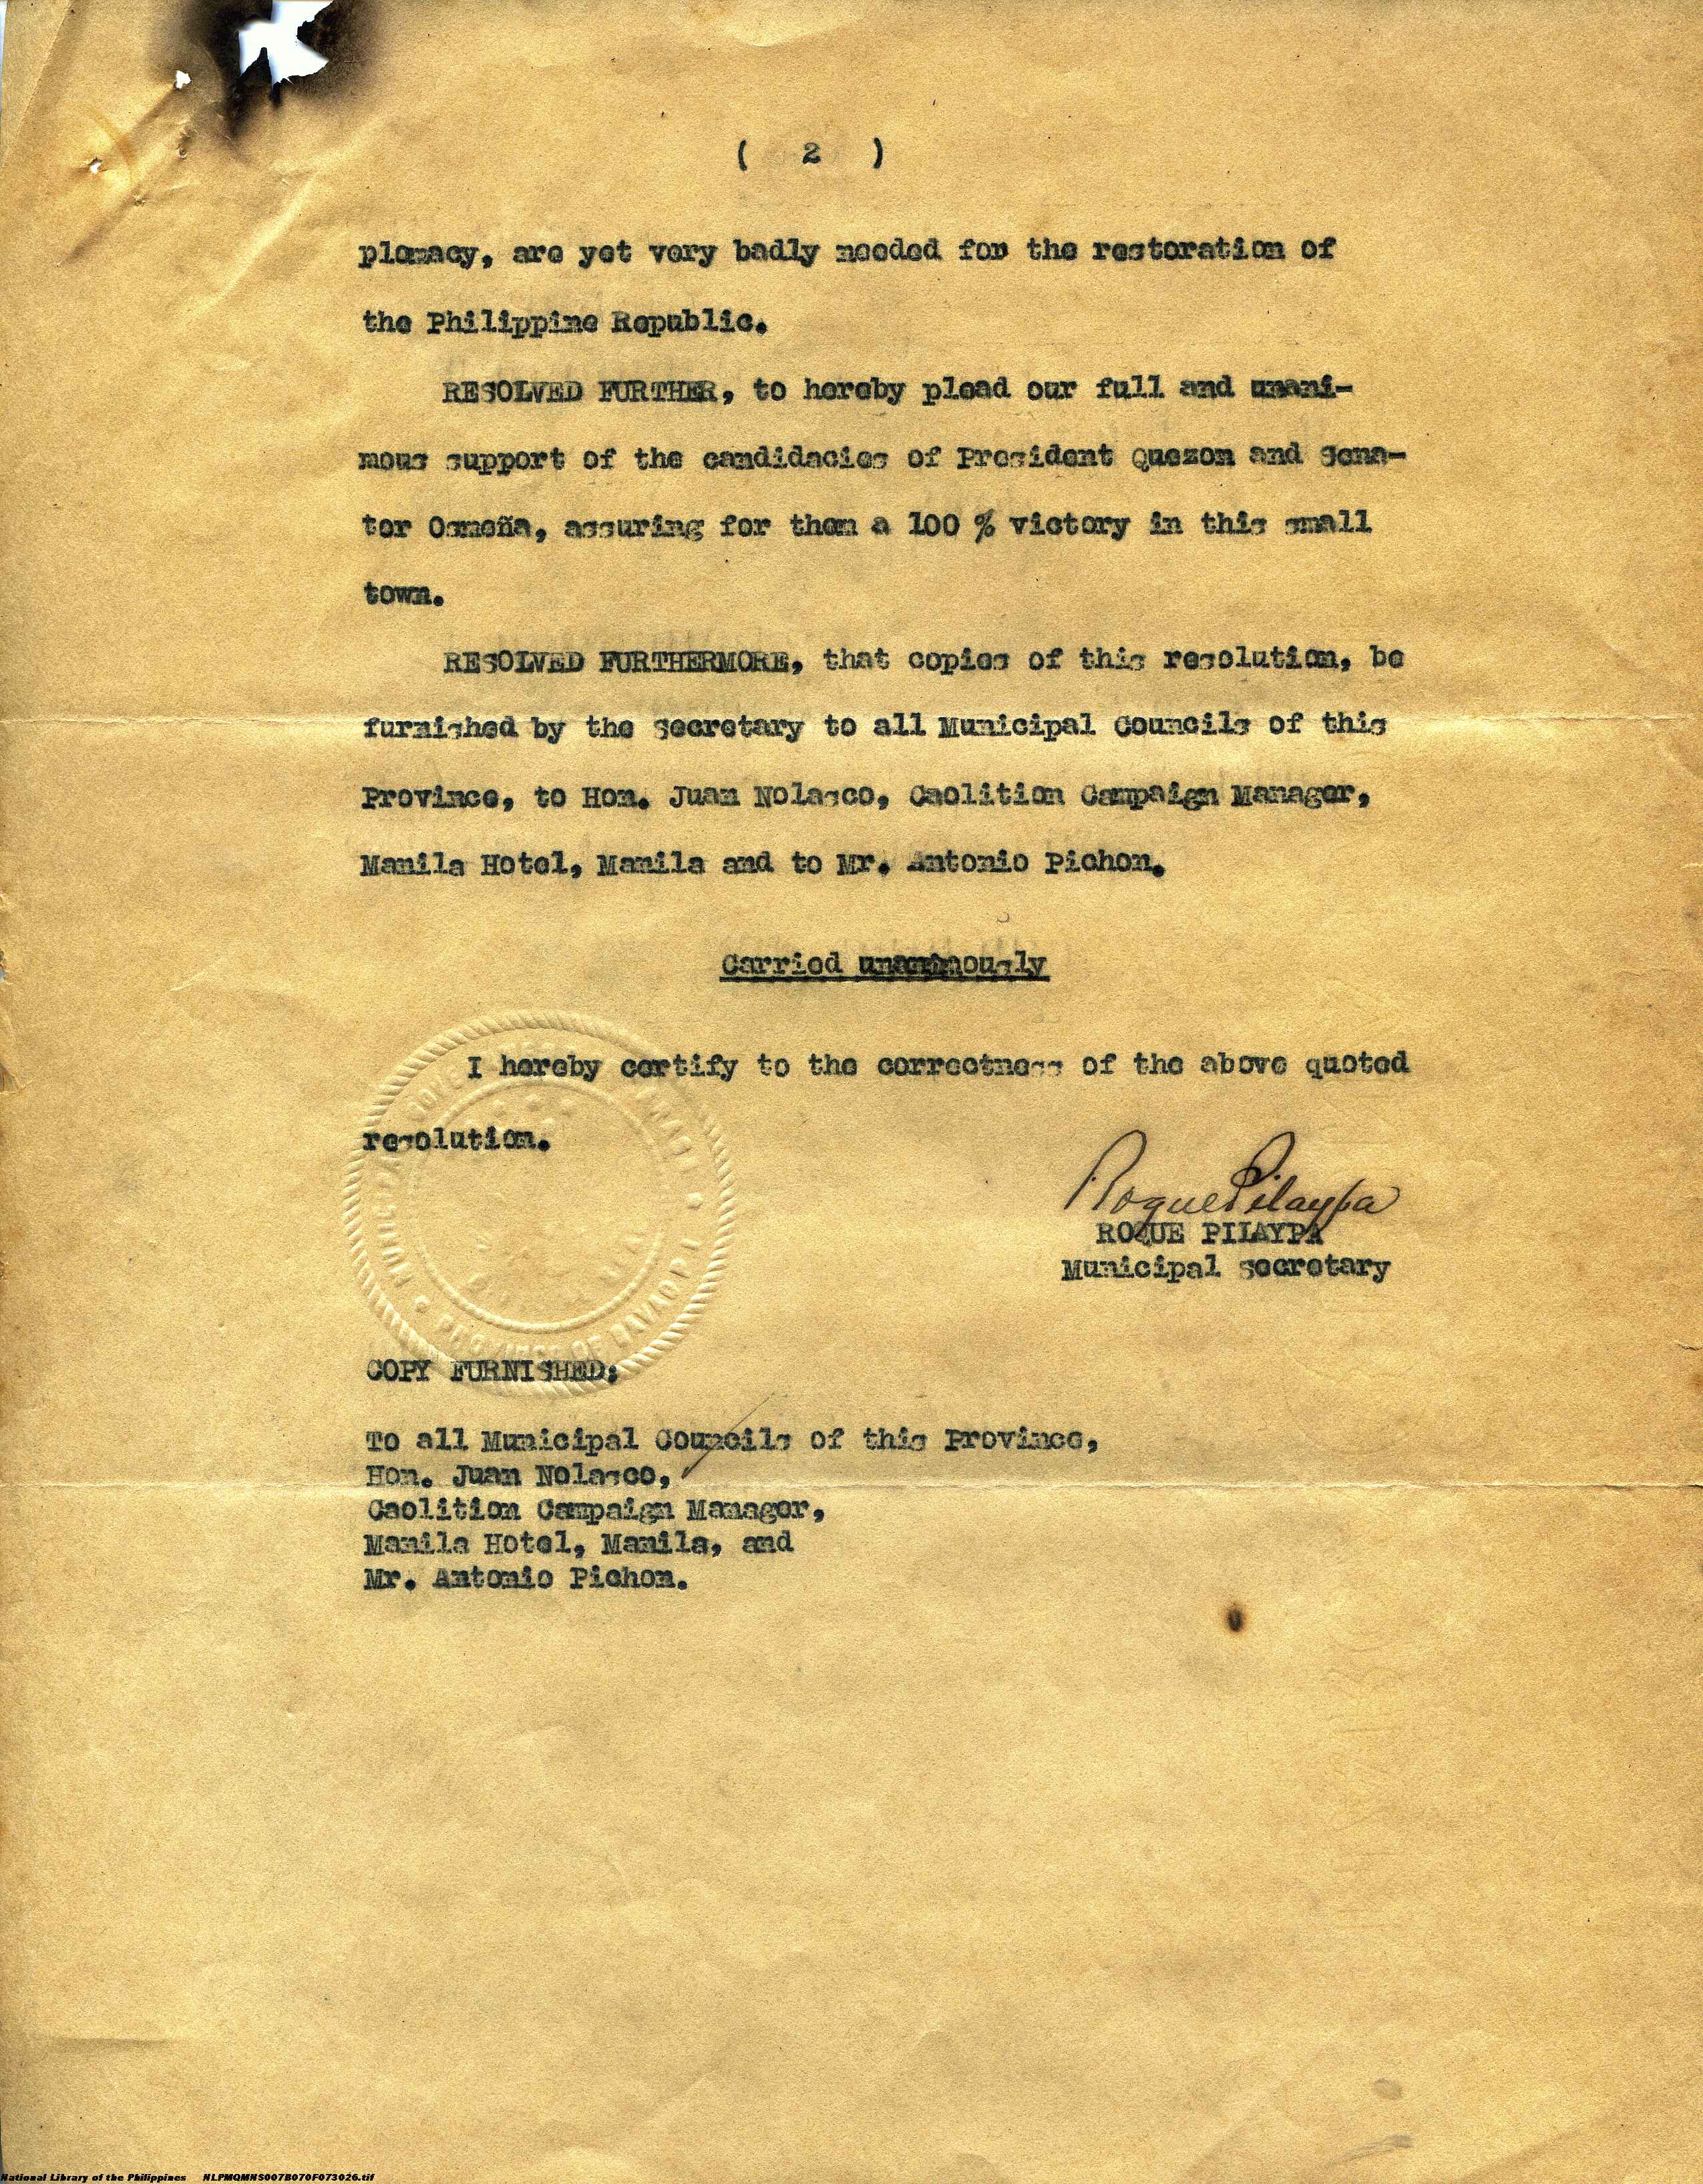 ( 2 )
plomacy, are yet very badly needed for the restoration of
the Philippine Republic.
RESOLVED FURTHER, to hereby plead our full and unani-
mous support of the candidacies of President Quezon and Sena-
tor Osmeña, assuring for them a 100 % victory in this small
town.
RESOLVED FURTHERMORE, that copies of this resolution, be
furnished by the Secretary to all Municipal Councils of this
Province, to Hon. Juan Nolasco, Caolition Campaign Manager,
Manila Hotel, Manila and to Mr. Antonio Pichon.
Carried unanimously
I hereby certify to the correctness of the above quoted
resolution.
Roque Pilaypa
ROQUE PILAYPA
Municipal Secretary
PROVINCE OF DAVAO P.I.
COPY FURNISHED:
To all Municipal Councils of this Province,
Hon. Juan Nolasco,
Caolition Campaign Manager,
Manila Hotel, Manila, and
Mr. Antonio Pichon.
National Library of the Philippines NLPMQMNS007B070F073026.tif